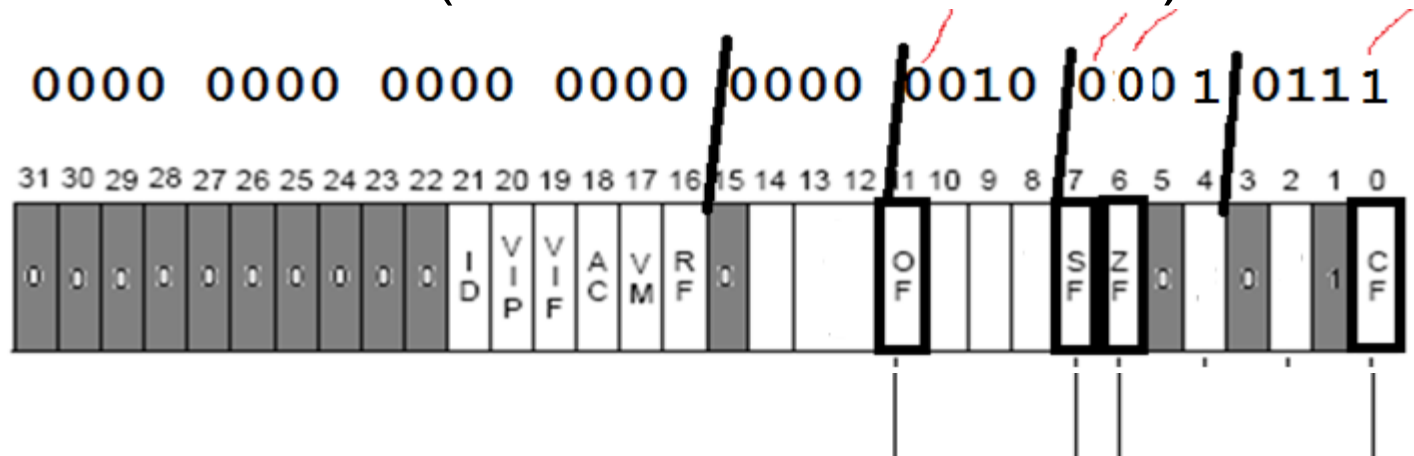 0000 0000 0000 0000 0000 0010 0001 0111
31 30 29 28 27 26 25 24 23 22 21 20 19 18 17 16 15 14 13 12 11 10 9 8 7 6 5 4 3 2 1 0
0 0 0 0 0 0 0 0 0 0 ID VIP VIF AC VM RF 0 OF SF ZF 0 0 1 CF